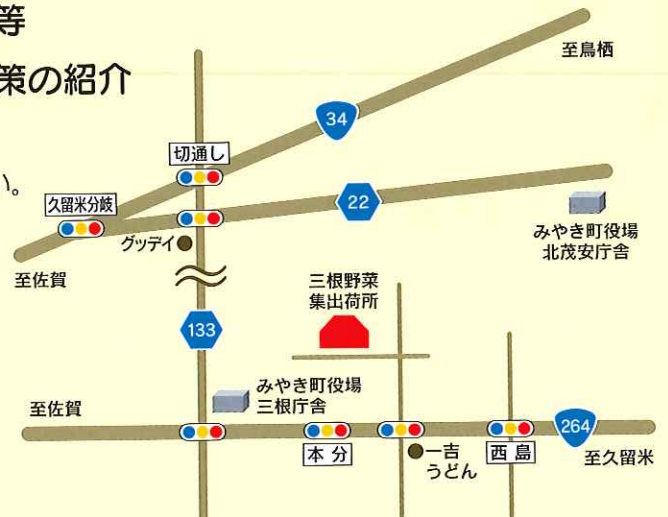 等
策の紹介
い。
至鳥栖
34
切通し
久留米分岐
22
グッデイ
みやき町役場
北茂安庁舎
至佐賀
三根野菜
集出荷所
133
みやき町役場
三根庁舎
至佐賀
本分
一吉
うどん
西島
264
至久留米